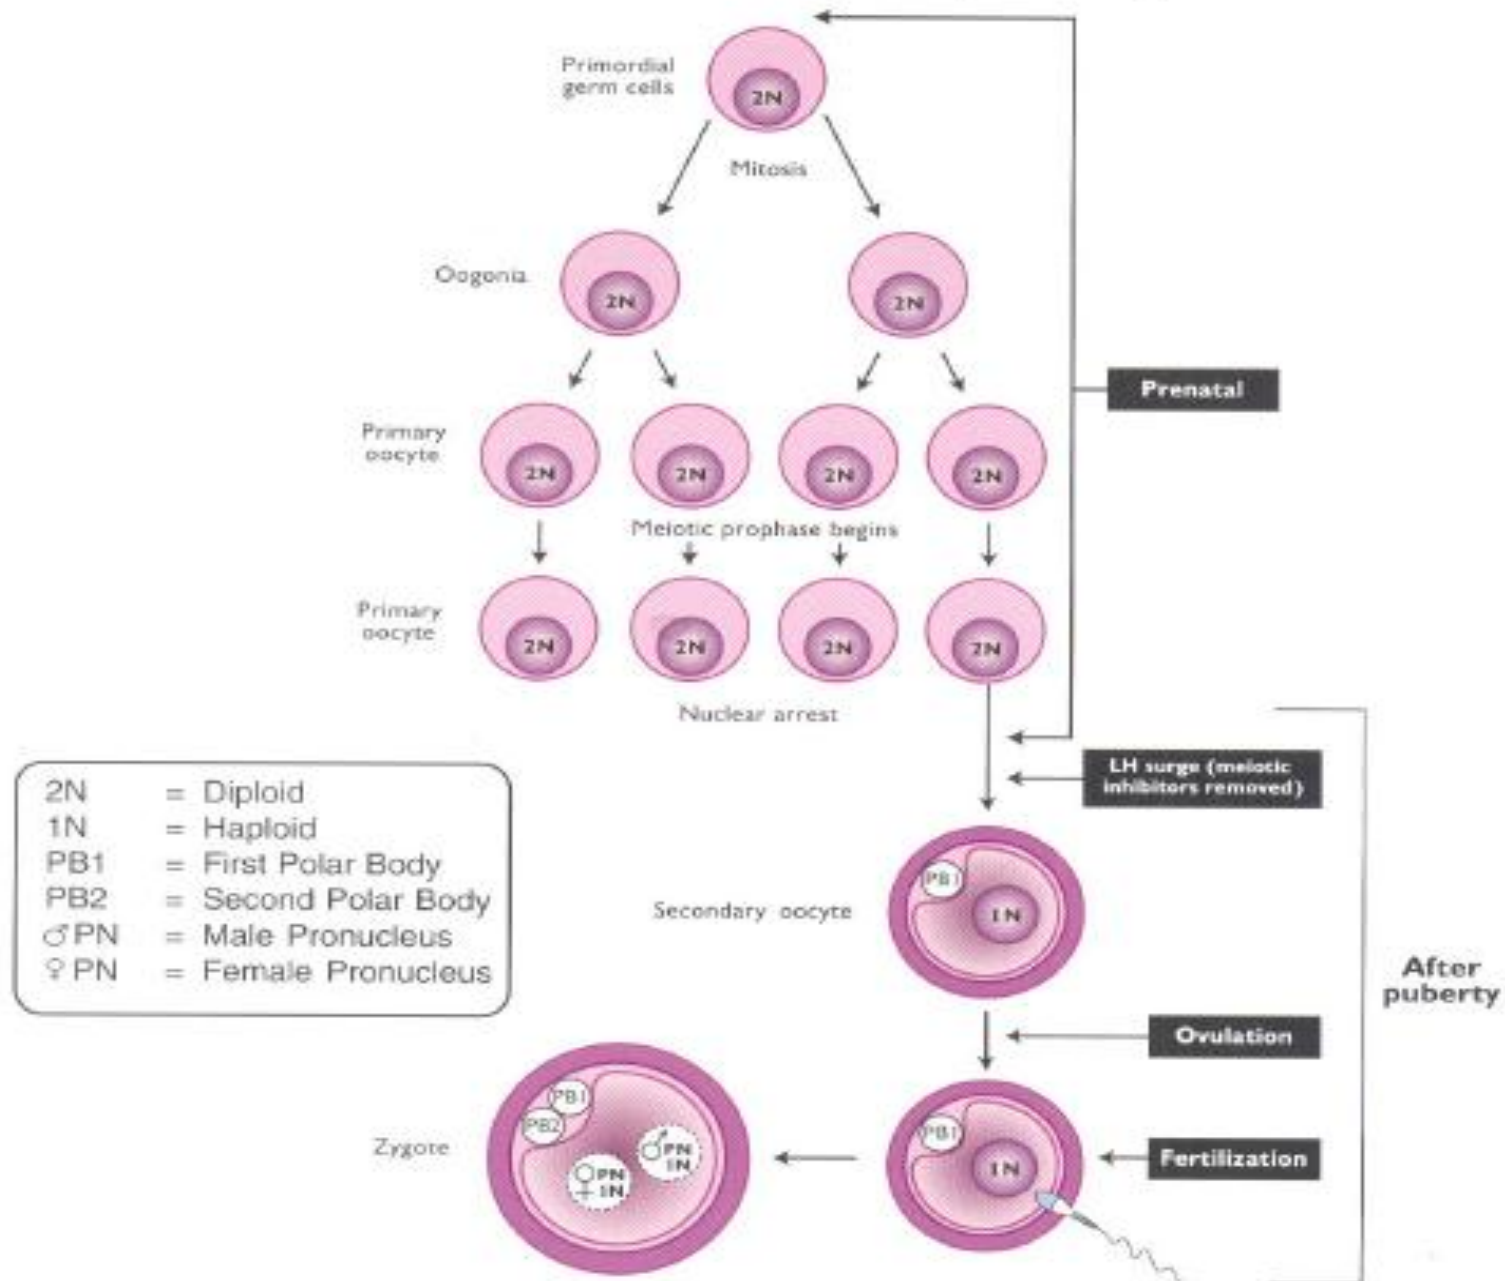 Primordial
germ cells
2N
Mitosis
Oogonia
2N
2N
Prenatal
Primary
oocyte
2N
2N
2N
2N
Meiotic prophase begins
Primary
oocyte
2N
2N
2N
2N
Nuclear arrest
LH surge (meiotic
inhibitors removed)
2N = Diploid
1N = Haploid
PB1 = First Polar Body
PB2 = Second Polar Body
♂PN = Male Pronucleus
♀PN = Female Pronucleus
Secondary oocyte
PB1
1N
After
puberty
Ovulation
Zygote
PB1
PB2
♂PN
1N
♀PN
1N
PB1
1N
Fertilization